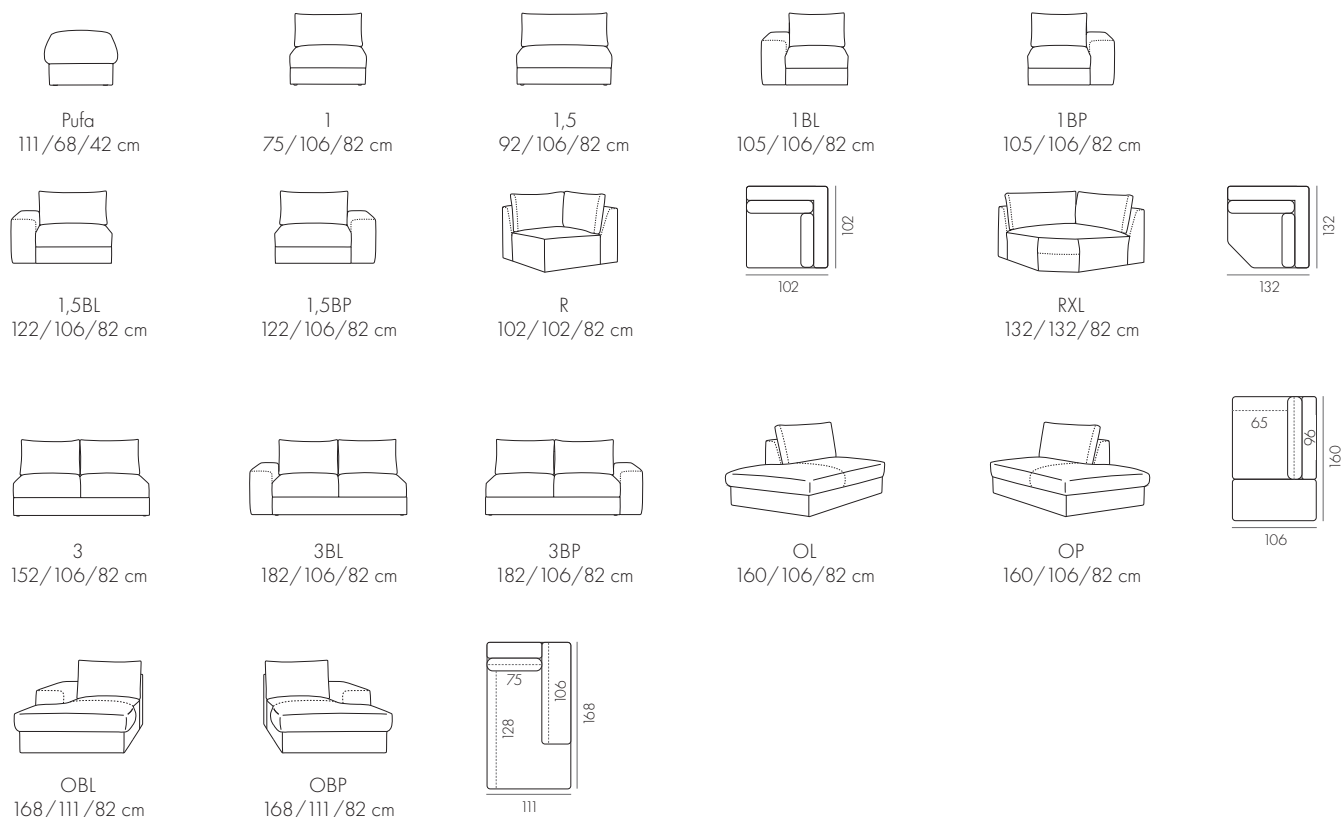 Pufa
111/68/42 cm
1
75/106/82 cm
1,5
92/106/82 cm
1BL
105/106/82 cm
1BP
105/106/82 cm
1,5BL
122/106/82 cm
1,5BP
122/106/82 cm
R
102/102/82 cm
102
102
RXL
132/132/82 cm
132
132
3
152/106/82 cm
3BL
182/106/82 cm
3BP
182/106/82 cm
OL
160/106/82 cm
OP
160/106/82 cm
65
96
160
106
OBL
168/111/82 cm
OBP
168/111/82 cm
75
106
128
168
111